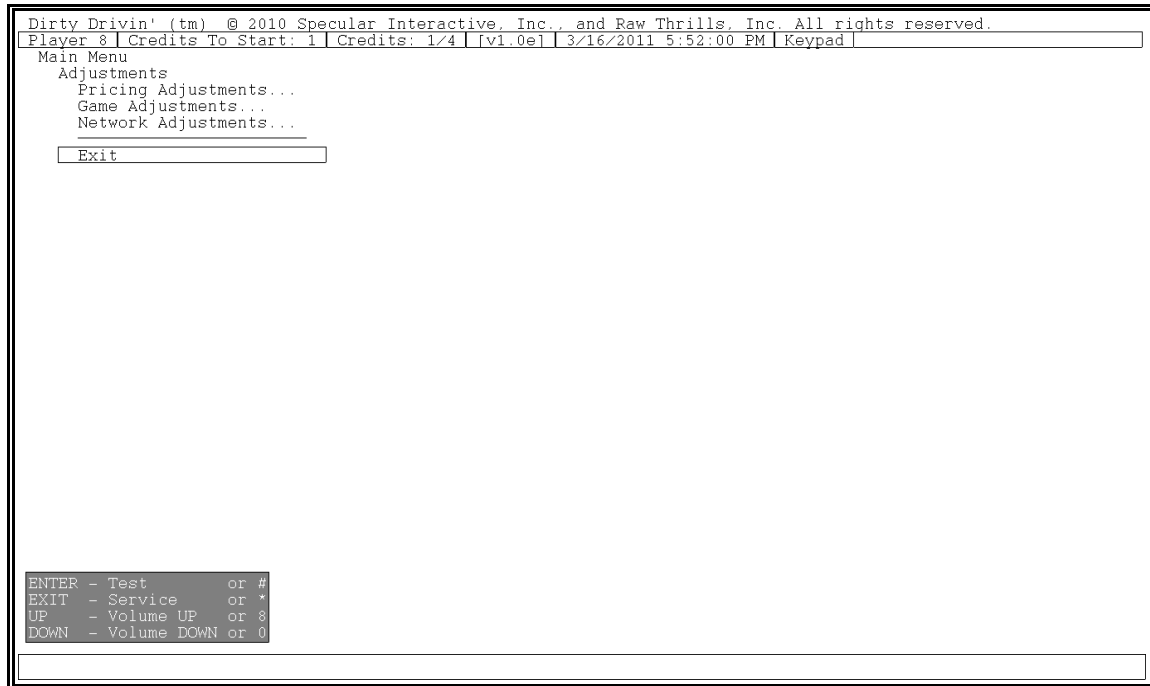 Dirty Drivin' (tm)  @ 2010 Specular Interactive, Inc., and Raw Thrills, Inc. All rights reserved.
Player 8 | Credits To Start: 1 | Credits: 1/4 | [v1.0e] | 3/16/2011 5:52:00 PM | Keypad |
Main Menu
Adjustments
Pricing Adjustments...
Game Adjustments...
Network Adjustments...
Exit
ENTER - Test or #
EXIT - Service or *
UP - Volume UP or 8
DOWN - Volume DOWN or 0